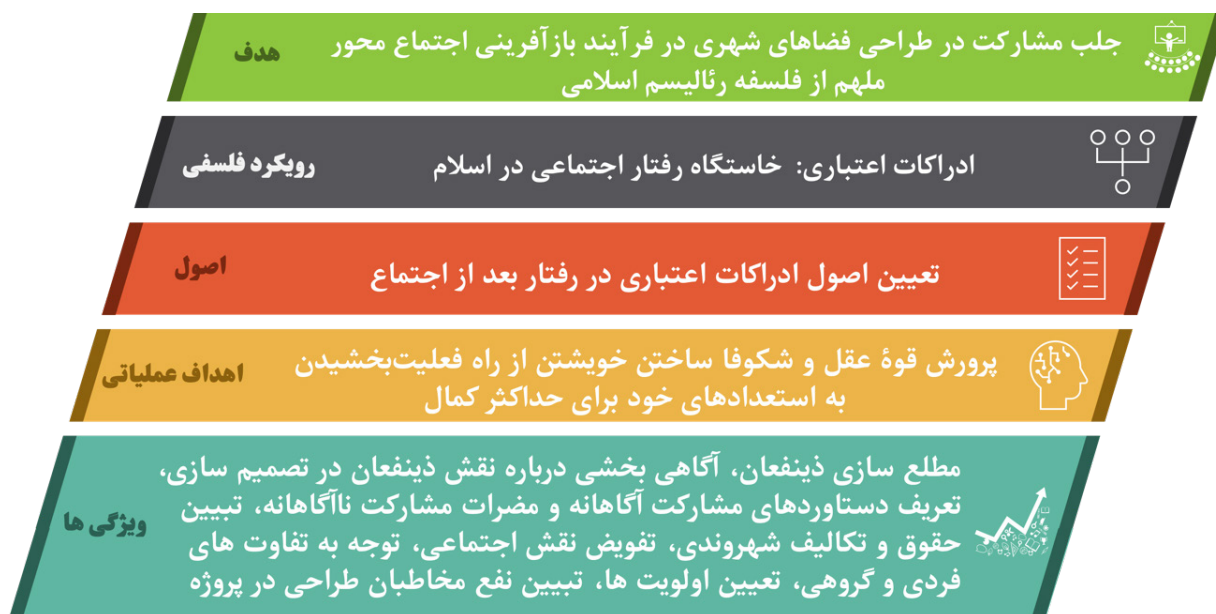 جلب مشارکت در طراحی فضاهای شهری در فرآیند بازآفرینی اجتماع محور
ملهم از فلسفه رئالیسم اسلامی
هدف
ادراکات اعتباری: خاستگاه رفتار اجتماعی در اسلام
رویکرد فلسفی
تعیین اصول ادراکات اعتباری در رفتار بعد از اجتماع
اصول
پرورش قوۀ عقل و شکوفا ساختن خویشتن از راه فعلیت‌بخشیدن
به استعدادهای خود برای حداکثر کمال
اهداف عملیاتی
مطلع سازی ذینفعان، آگاهی بخشی درباره نقش ذینفعان در تصمیم سازی،
تعریف دستاوردهای مشارکت آگاهانه و مضرات مشارکت ناآگاهانه، تبیین
حقوق و تکالیف شهروندی، تفویض نقش اجتماعی، توجه به تفاوت های
فردی و گروهی، تعیین اولویت ها، تبیین نفع مخاطبان طراحی در پروژه
ویژگی ها